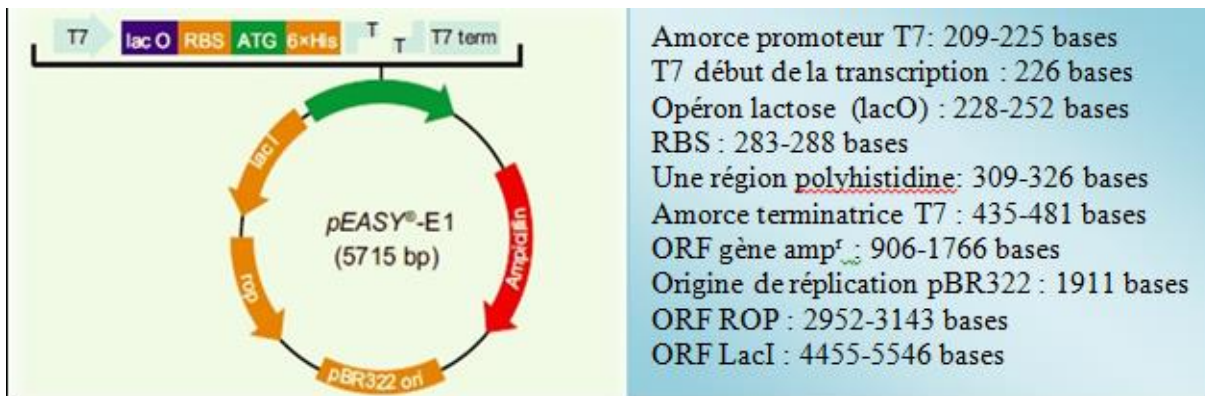 T7 lac O RBS ATG 6×His T T T7 term
lac I
rop
pBR322 ori
Ampicillin
pEASY®-E1
(5715 bp)
Amorce promoteur T7: 209-225 bases
T7 début de la transcription : 226 bases
Opéron lactose (lacO) : 228-252 bases
RBS : 283-288 bases
Une région polyhistidine: 309-326 bases
Amorce terminatrice T7 : 435-481 bases
ORF gène ampʳ : 906-1766 bases
Origine de réplication pBR322 : 1911 bases
ORF ROP : 2952-3143 bases
ORF LacI : 4455-5546 bases